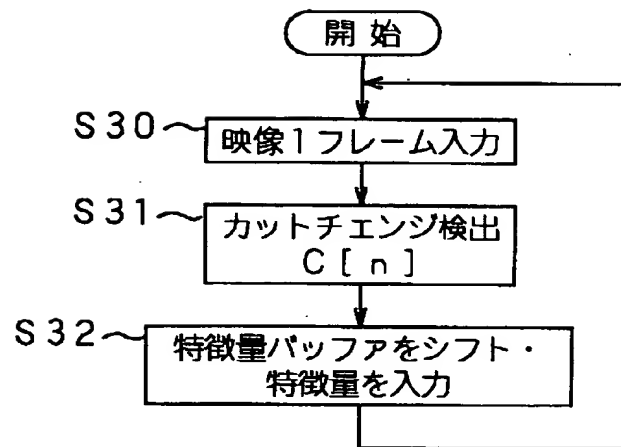 開始
S30
映像1フレーム入力
S31
カットチェンジ検出
C[n]
S32
特徴量バッファをシフト・
特徴量を入力